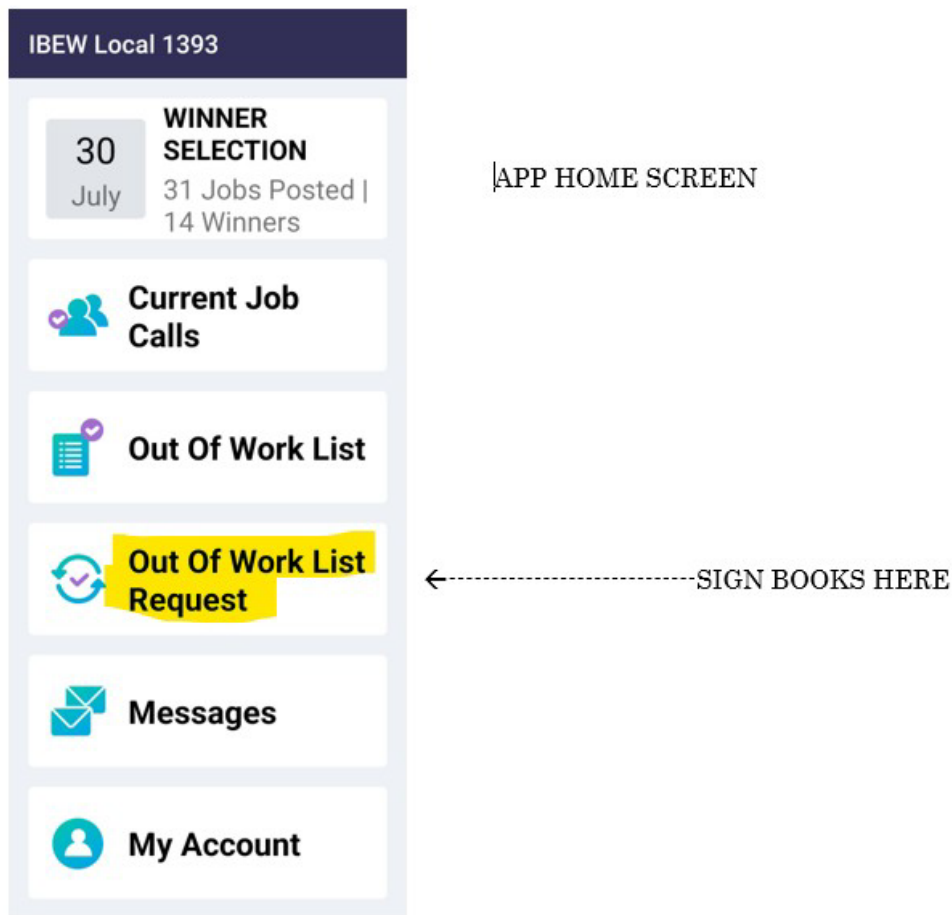 IBEW Local 1393
30
July
WINNER
SELECTION
31 Jobs Posted |
14 Winners
APP HOME SCREEN
Current Job
Calls
Out Of Work List
Out Of Work List
Request
SIGN BOOKS HERE
Messages
My Account